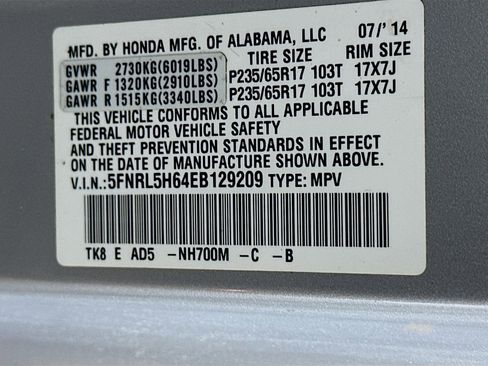 MFD. BY HONDA MFG. OF ALABAMA, LLC 07/'14
TIRE SIZE RIM SIZE
GVWR 2730KG(6019LBS)
GAWR F 1320KG(2910LBS) P235/65R17 103T 17X7J
GAWR R 1515KG(3340LBS) P235/65R17 103T 17X7J
THIS VEHICLE CONFORMS TO ALL APPLICABLE
FEDERAL MOTOR VEHICLE SAFETY
AND THEFT PREVENTION STANDARDS IN EFFECT
ON THE DATE OF MANUFACTURE SHOWN ABOVE.
V.I.N.:5FNRL5H64EB129209 TYPE: MPV
TK8 E AD5 -NH700M -C -B